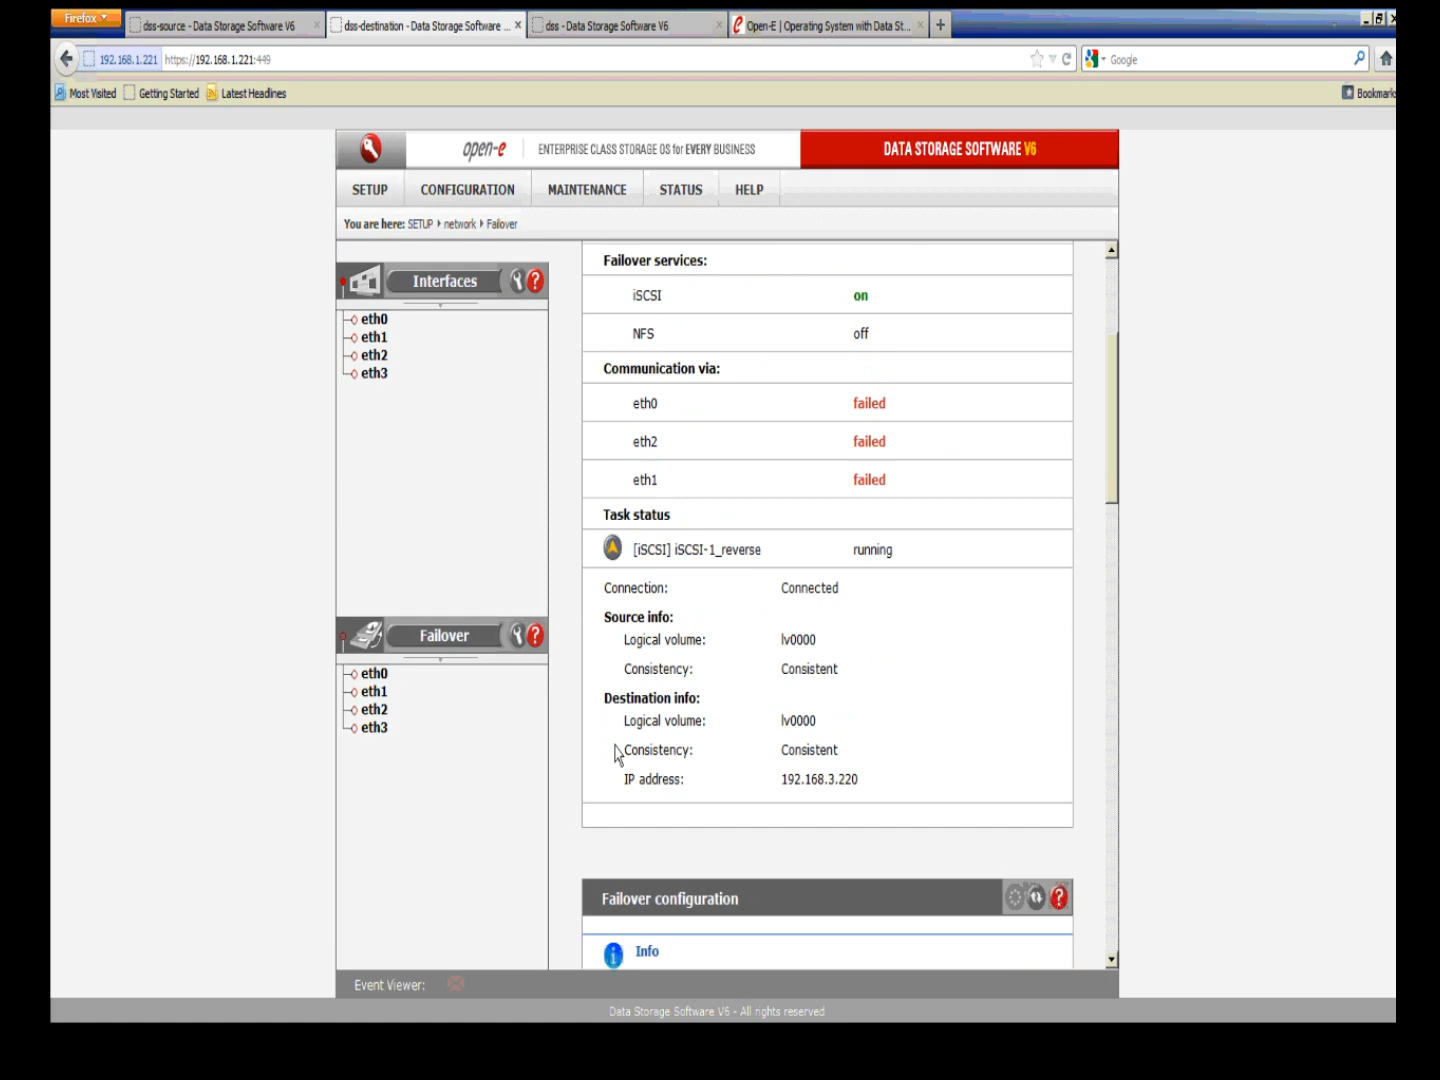 Firefox
dss-source - Data Storage Software V6
dss-destination - Data Storage Software ...
dss - Data Storage Software V6
Open-E | Operating System with Data St...
192.168.1.221 https://192.168.1.221:449
Google
Most Visited Getting Started Latest Headlines
Bookmarks
open-e ENTERPRISE CLASS STORAGE OS for EVERY BUSINESS
DATA STORAGE SOFTWARE V6
SETUP CONFIGURATION MAINTENANCE STATUS HELP
You are here: SETUP network Failover
Interfaces
eth0
eth1
eth2
eth3
Failover
eth0
eth1
eth2
eth3
Failover services:
iSCSI on
NFS off
Communication via:
eth0 failed
eth2 failed
eth1 failed
Task status
[iSCSI] iSCSI-1_reverse running
Connection: Connected
Source info:
Logical volume: lv0000
Consistency: Consistent
Destination info:
Logical volume: lv0000
Consistency: Consistent
IP address: 192.168.3.220
Failover configuration
Info
Event Viewer:
Data Storage Software V6 - All rights reserved